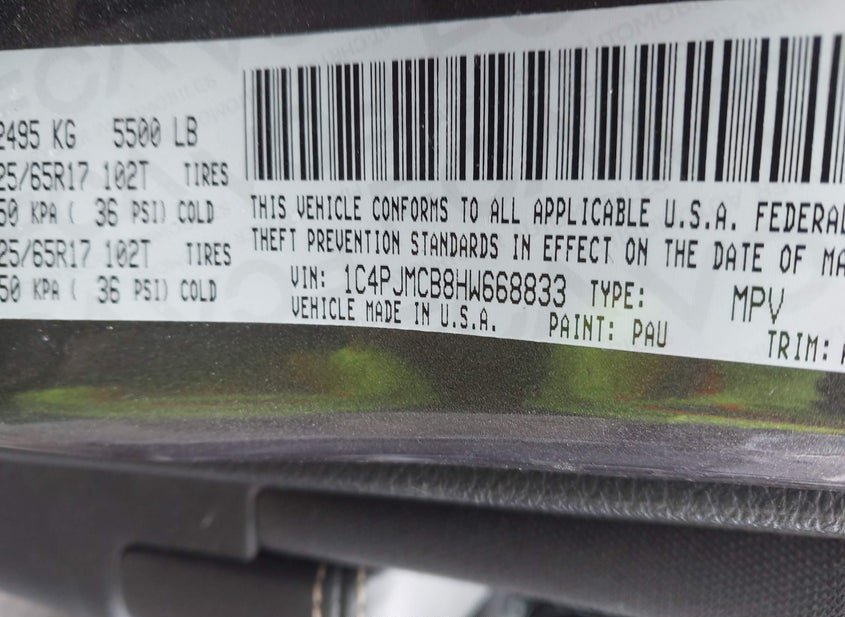 2495 KG 5500 LB
25/65R17 102T TIRES
50 KPA ( 36 PSI) COLD
25/65R17 102T TIRES
50 KPA ( 36 PSI) COLD
THIS VEHICLE CONFORMS TO ALL APPLICABLE U.S.A. FEDERAL
THEFT PREVENTION STANDARDS IN EFFECT ON THE DATE OF MA
VIN: 1C4PJMCB8HW668833 TYPE: MPV
VEHICLE MADE IN U.S.A. PAINT: PAU TRIM: